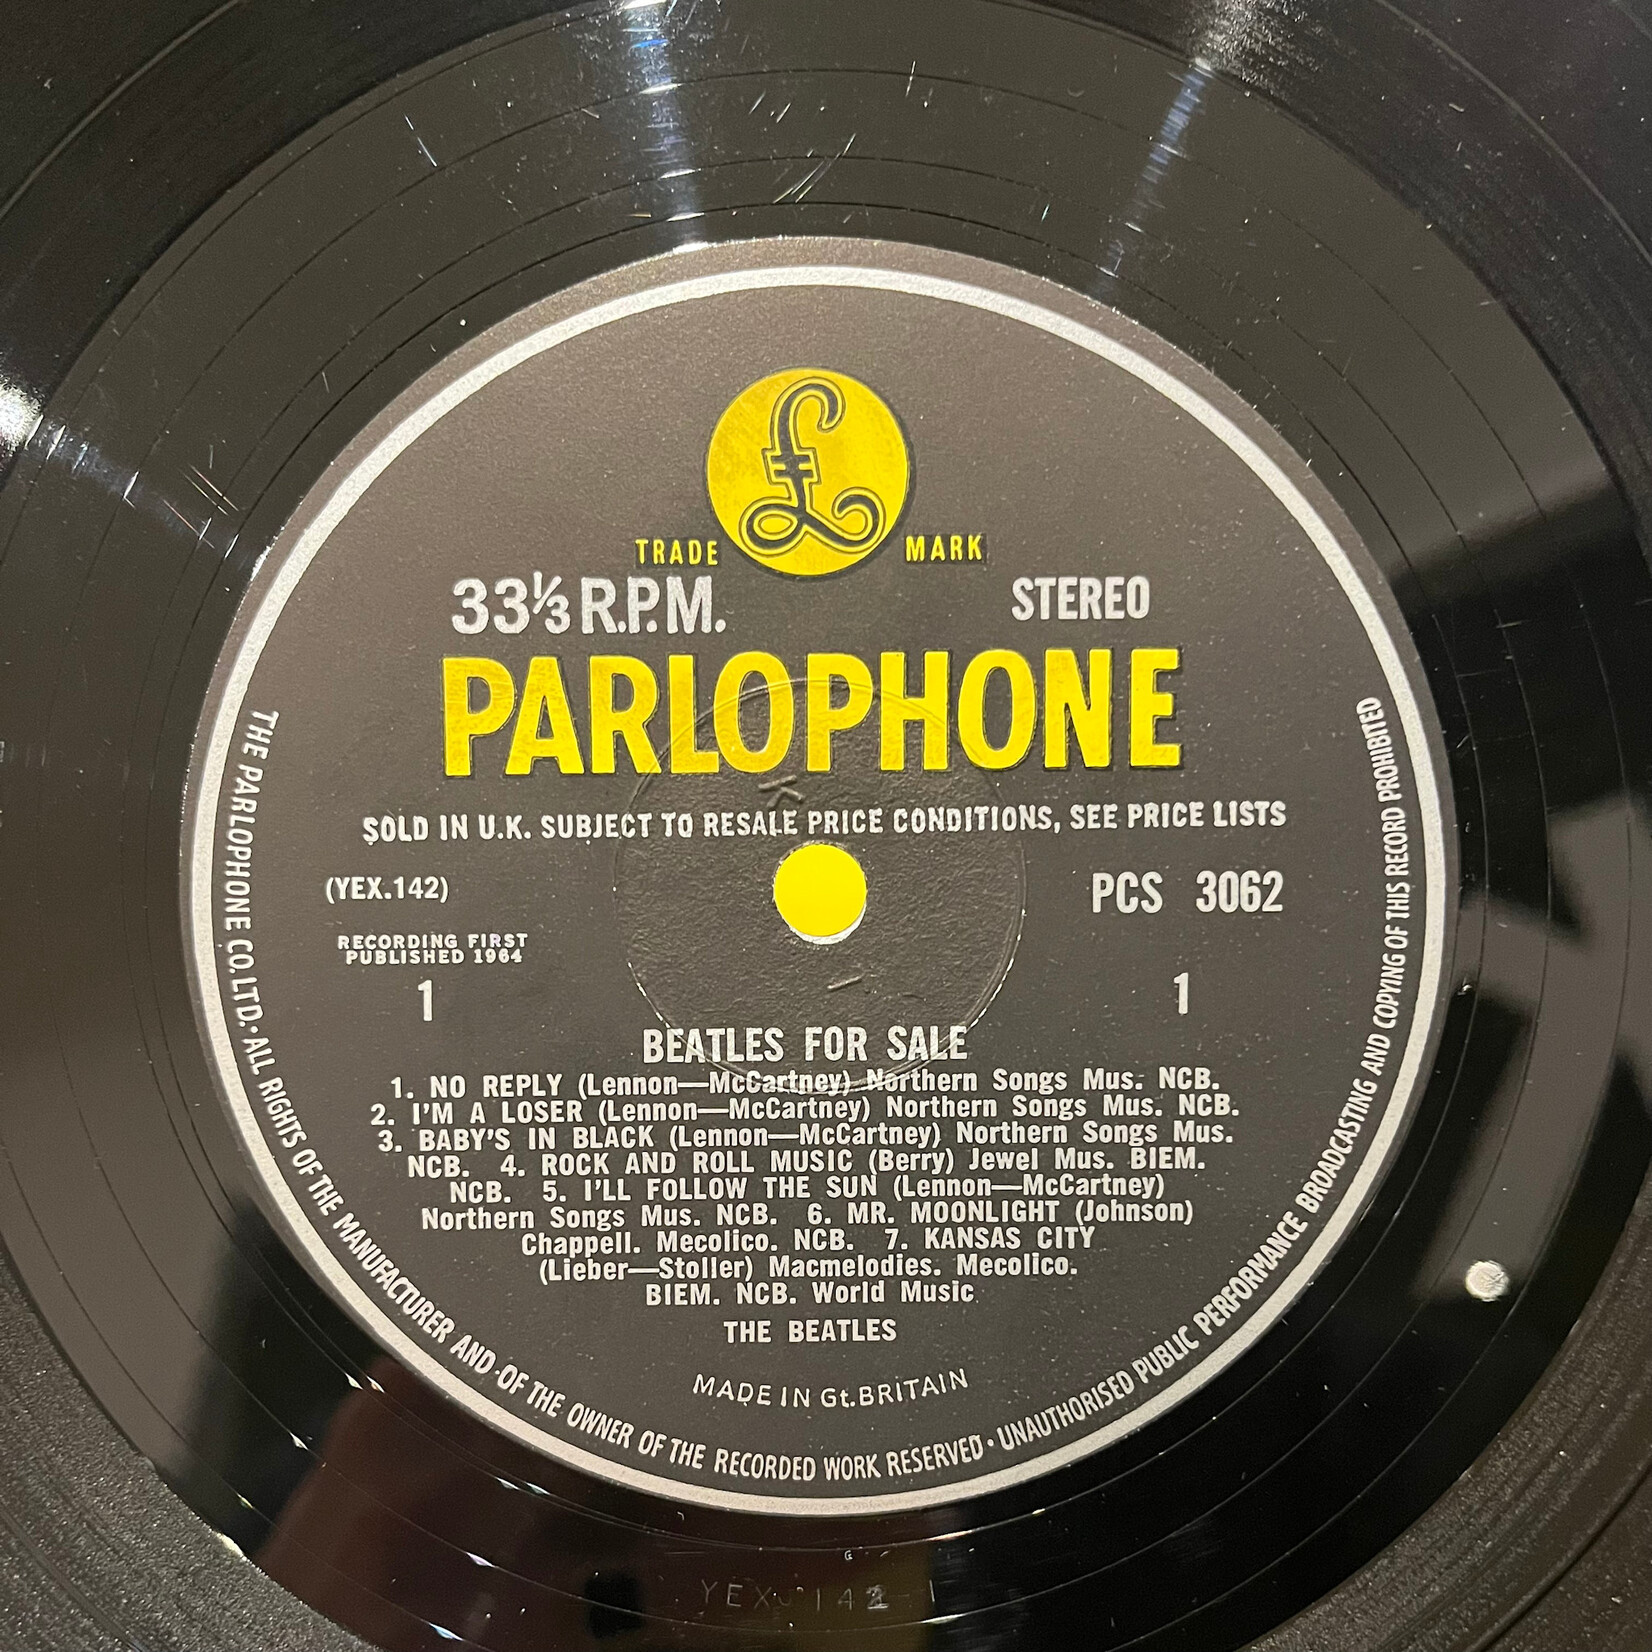 TRADE £ MARK
33⅓ R.P.M. STEREO
PARLOPHONE
K
SOLD IN U.K. SUBJECT TO RESALE PRICE CONDITIONS, SEE PRICE LISTS
(YEX.142) PCS 3062
RECORDING FIRST
PUBLISHED 1964
1 1
BEATLES FOR SALE
1. NO REPLY (Lennon—McCartney) Northern Songs Mus. NCB.
2. I'M A LOSER (Lennon—McCartney) Northern Songs Mus. NCB.
3. BABY'S IN BLACK (Lennon—McCartney) Northern Songs Mus.
NCB. 4. ROCK AND ROLL MUSIC (Berry) Jewel Mus. BIEM.
NCB. 5. I'LL FOLLOW THE SUN (Lennon—McCartney)
Northern Songs Mus. NCB. 6. MR. MOONLIGHT (Johnson)
Chappell. Mecolico. NCB. 7. KANSAS CITY
(Lieber—Stoller) Macmelodies. Mecolico.
BIEM. NCB. World Music
THE BEATLES
MADE IN Gt. BRITAIN
THE PARLOPHONE CO. LTD. · ALL RIGHTS OF THE MANUFACTURER AND ·OF THE OWNER OF THE RECORDED WORK RESERVED · UNAUTHORISED PUBLIC PERFORMANCE BROADCASTING AND COPYING OF THIS RECORD PROHIBITED
YEX 142 1